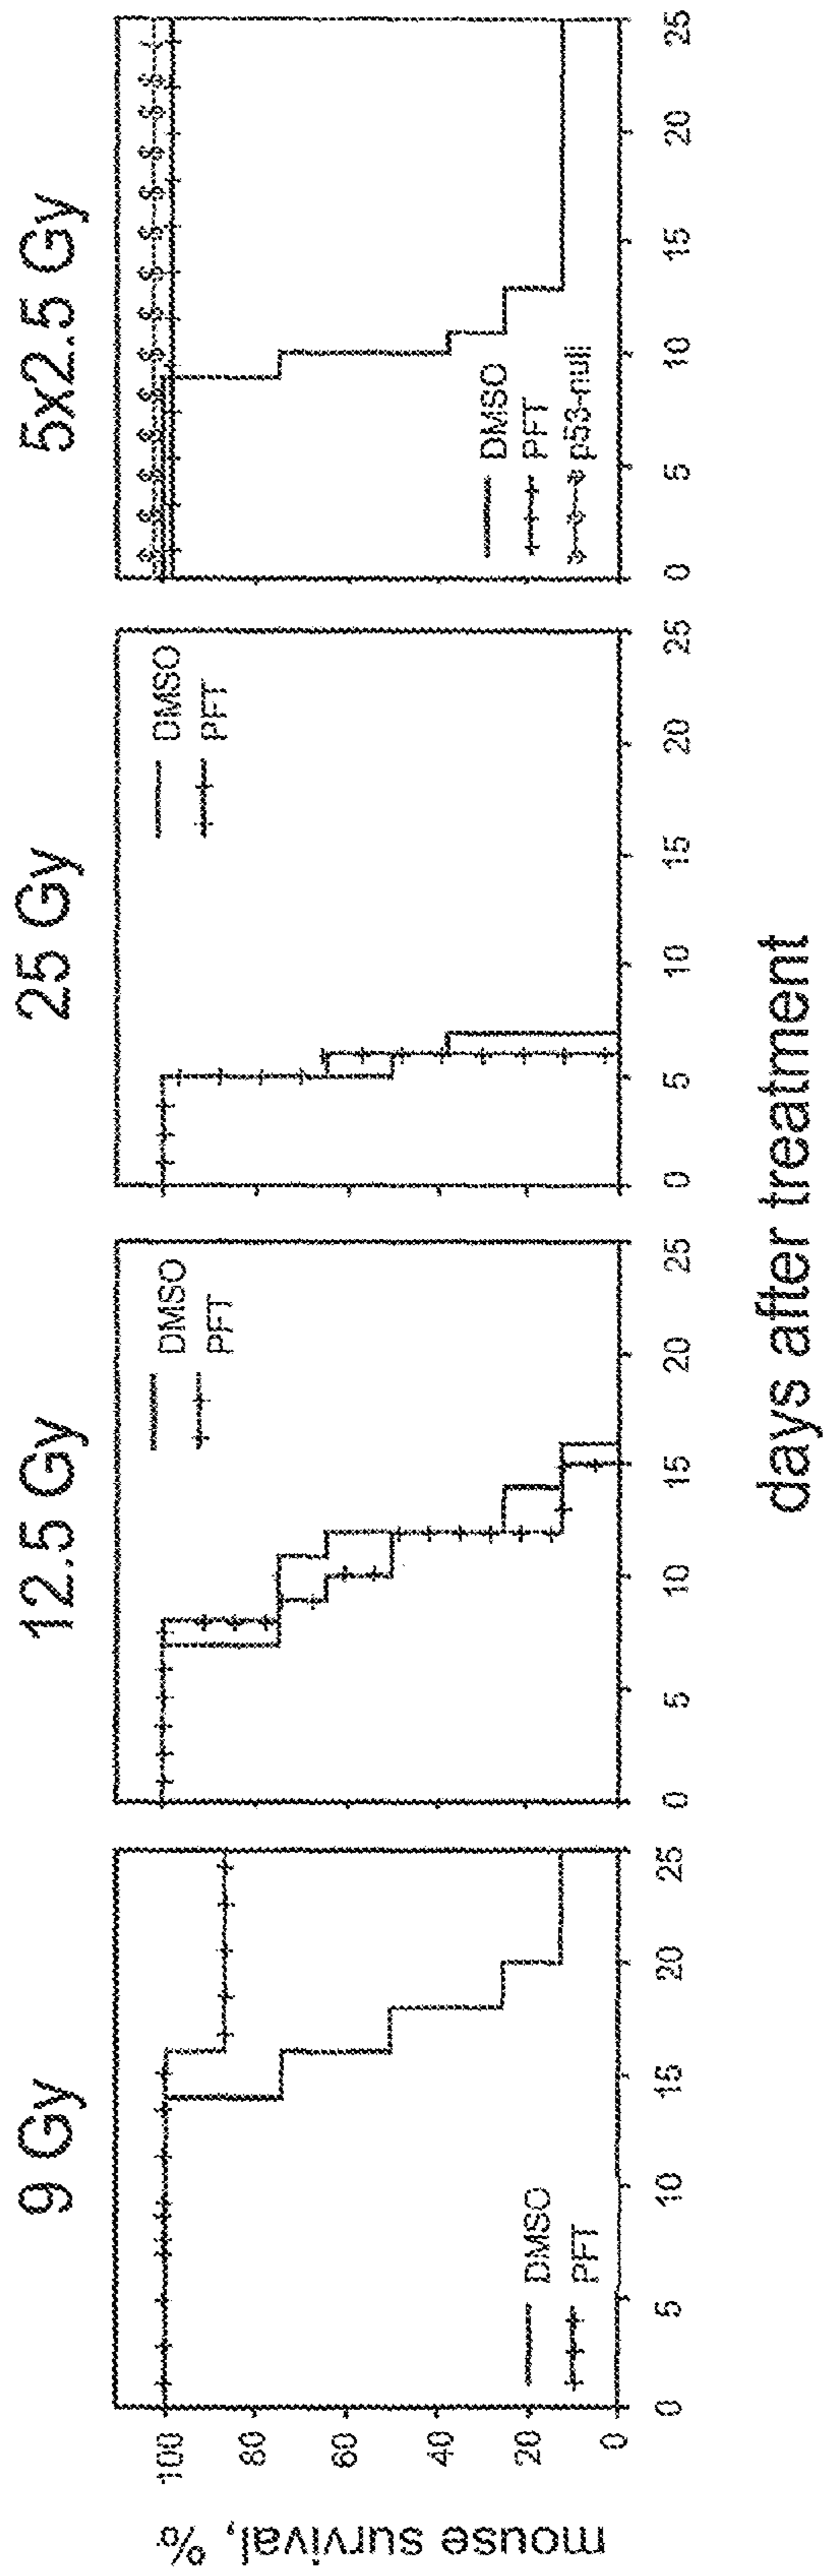 9 Gy
12.5 Gy
25 Gy
5x2.5 Gy
mouse survival, %
100
80
60
40
20
0
DMSO
PFT
0 5 10 15 20 25
DMSO
PFT
0 5 10 15 20 25
DMSO
PFT
0 5 10 15 20 25
DMSO
PFT
p53-null
0 5 10 15 20 25
days after treatment